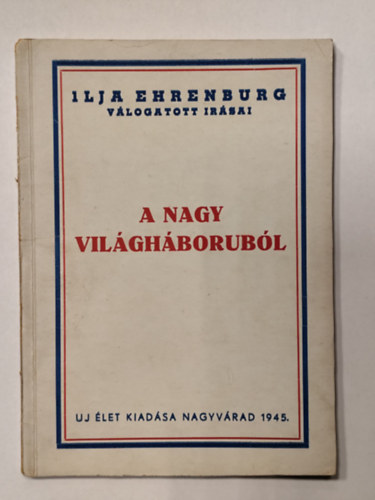 ILJA EHRENBURG
VÁLOGATOTT IRÁSAI
A NAGY
VILÁGHÁBORUBÓL
UJ ÉLET KIADÁSA NAGYVÁRAD 1945.